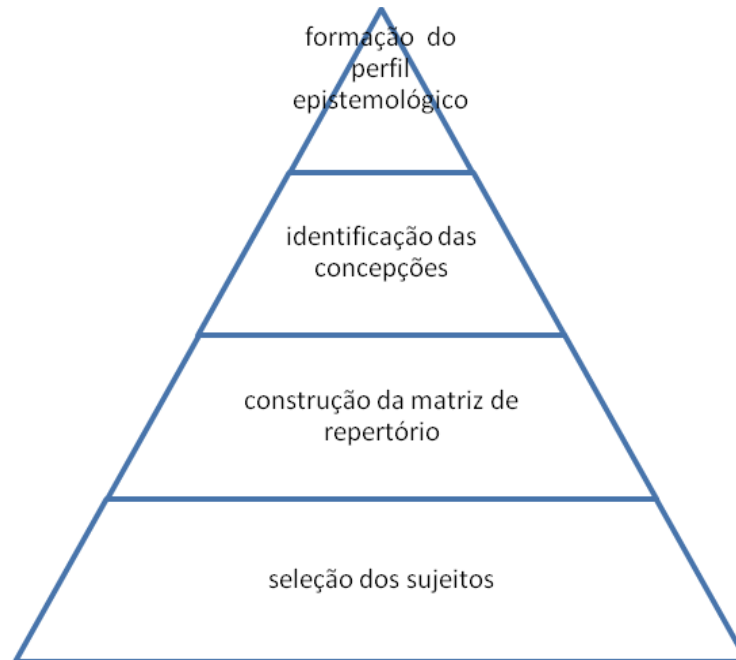 formação do
perfil
epistemológico
identificação das
concepções
construção da matriz de
repertório
seleção dos sujeitos